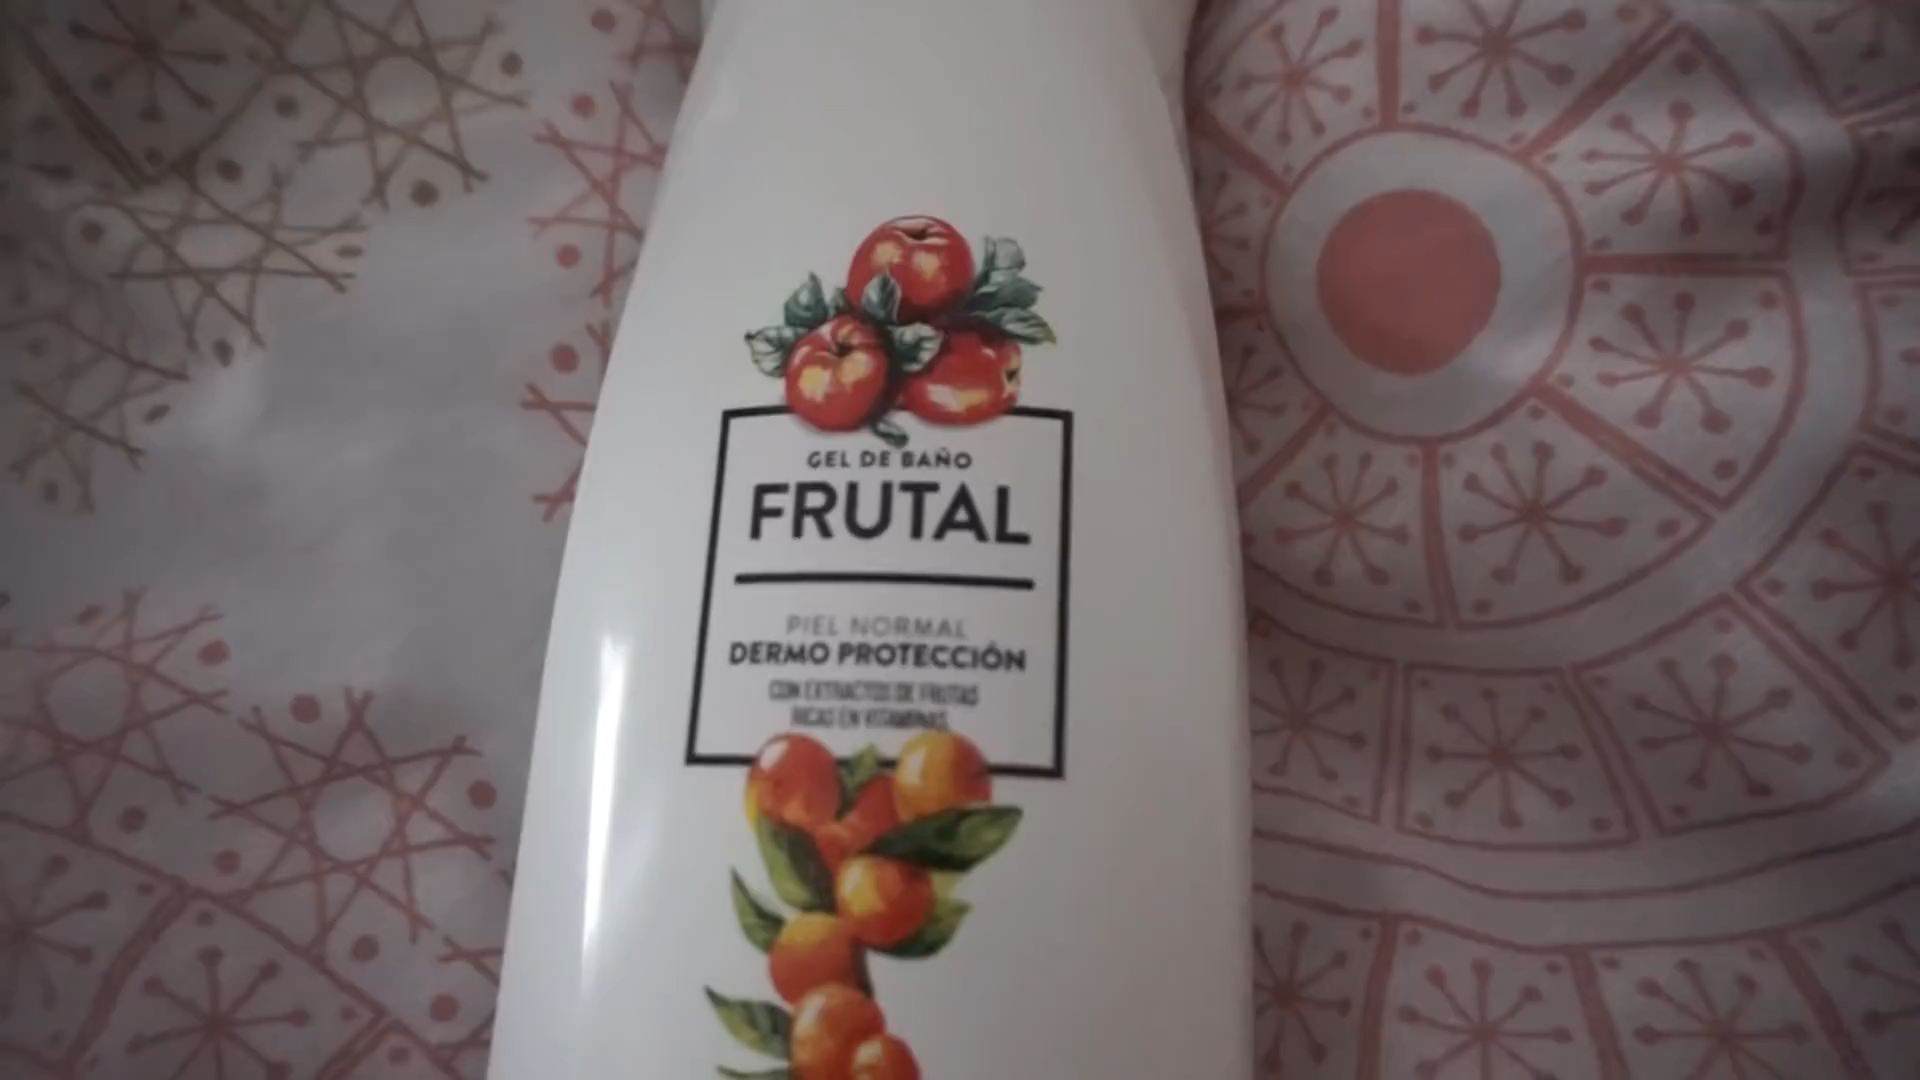 GEL DE BAÑO
FRUTAL
PIEL NORMAL
DERMO PROTECCIÓN
CON EXTRACTOS DE FRUTAS
RICAS EN VITAMINAS